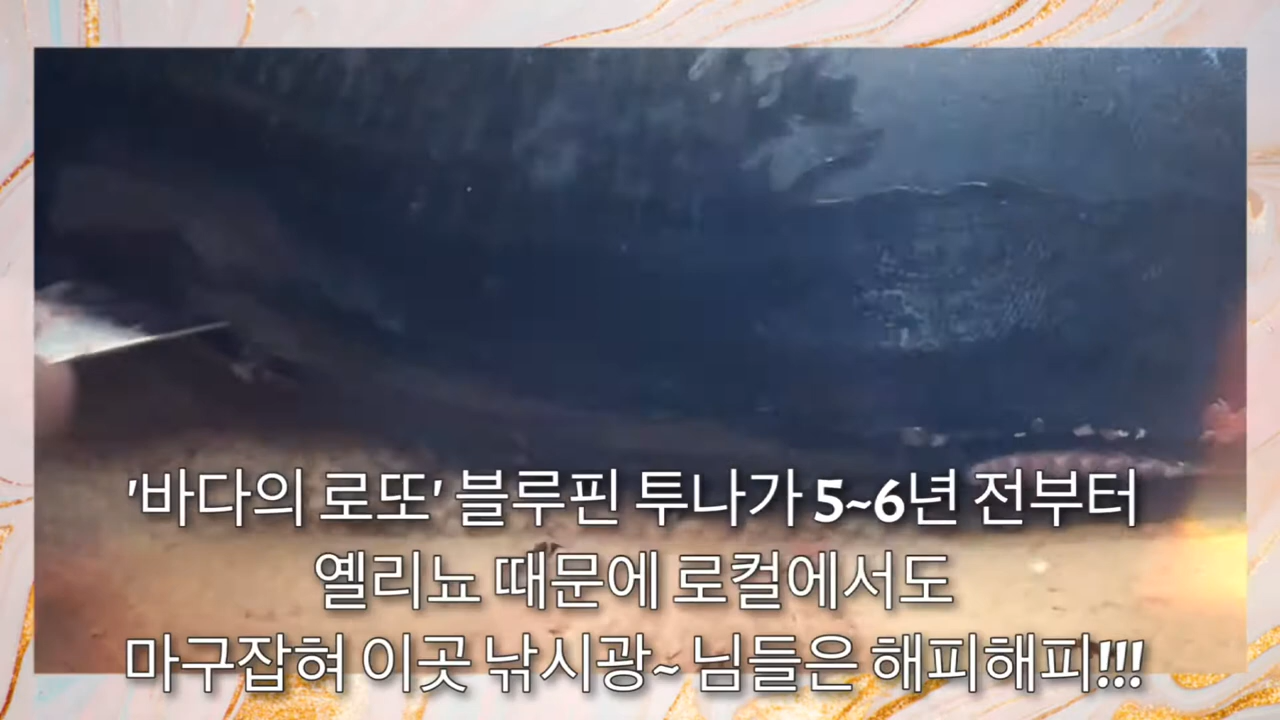 '바다의 로또' 블루핀 투나가 5~6년 전부터
옐리뇨 때문에 로컬에서도
마구잡혀 이곳 낚시광~ 님들은 해피해피!!!